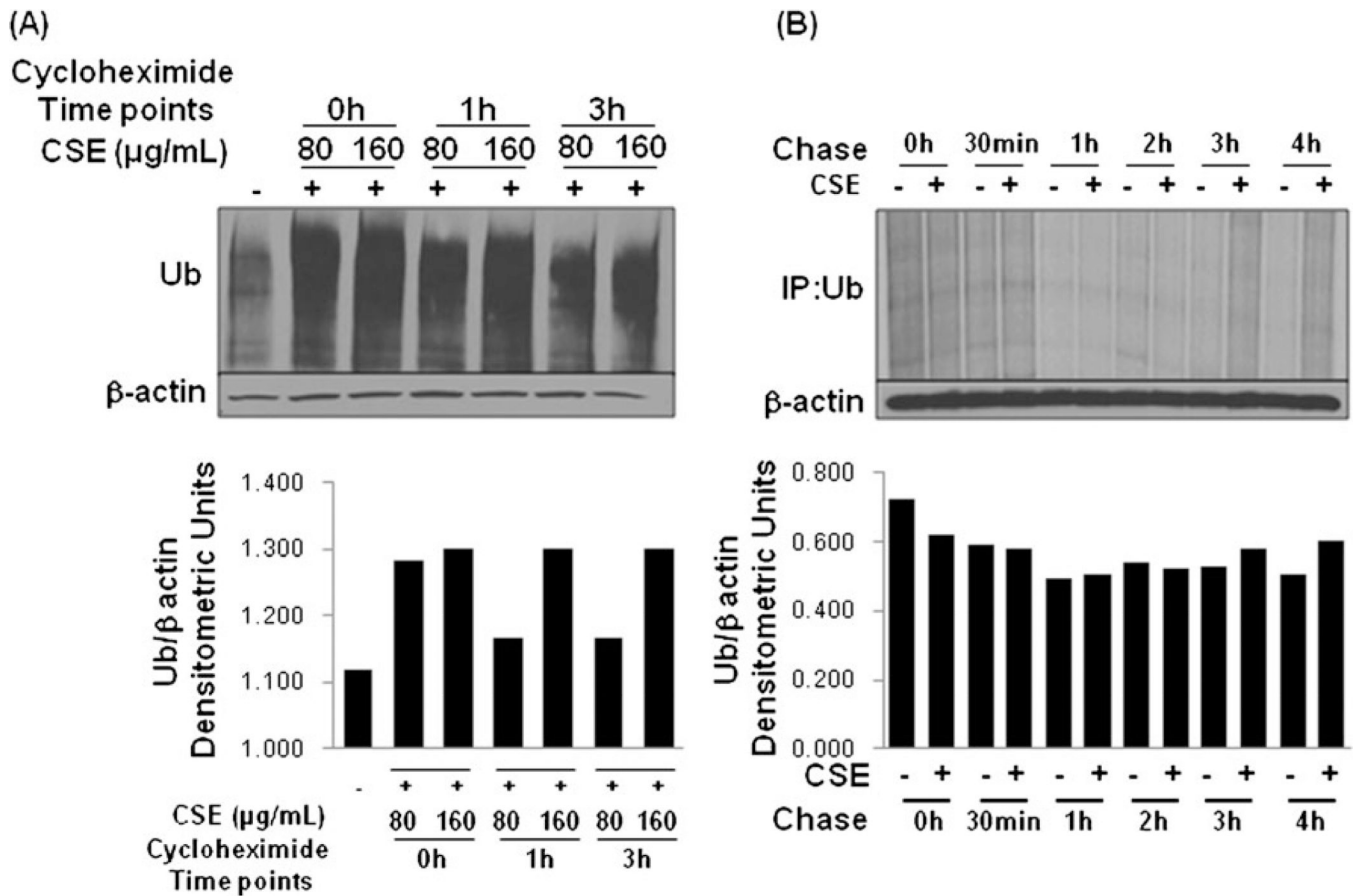 (A)
Cycloheximide
Time points 0h 1h 3h
CSE (µg/mL) 80 160 80 160 80 160
- + + + + + +
Ub
β-actin
Ub/β actin
Densitometric Units
1.400
1.300
1.200
1.100
1.000
- + + + + + +
CSE (µg/mL) 80 160 80 160 80 160
Cycloheximide 0h 1h 3h
Time points
(B)
Chase 0h 30min 1h 2h 3h 4h
CSE - + - + - + - + - + - +
IP:Ub
β-actin
Ub/β actin
Densitometric Units
0.800
0.600
0.400
0.200
0.000
CSE - + - + - + - + - + - +
Chase 0h 30min 1h 2h 3h 4h